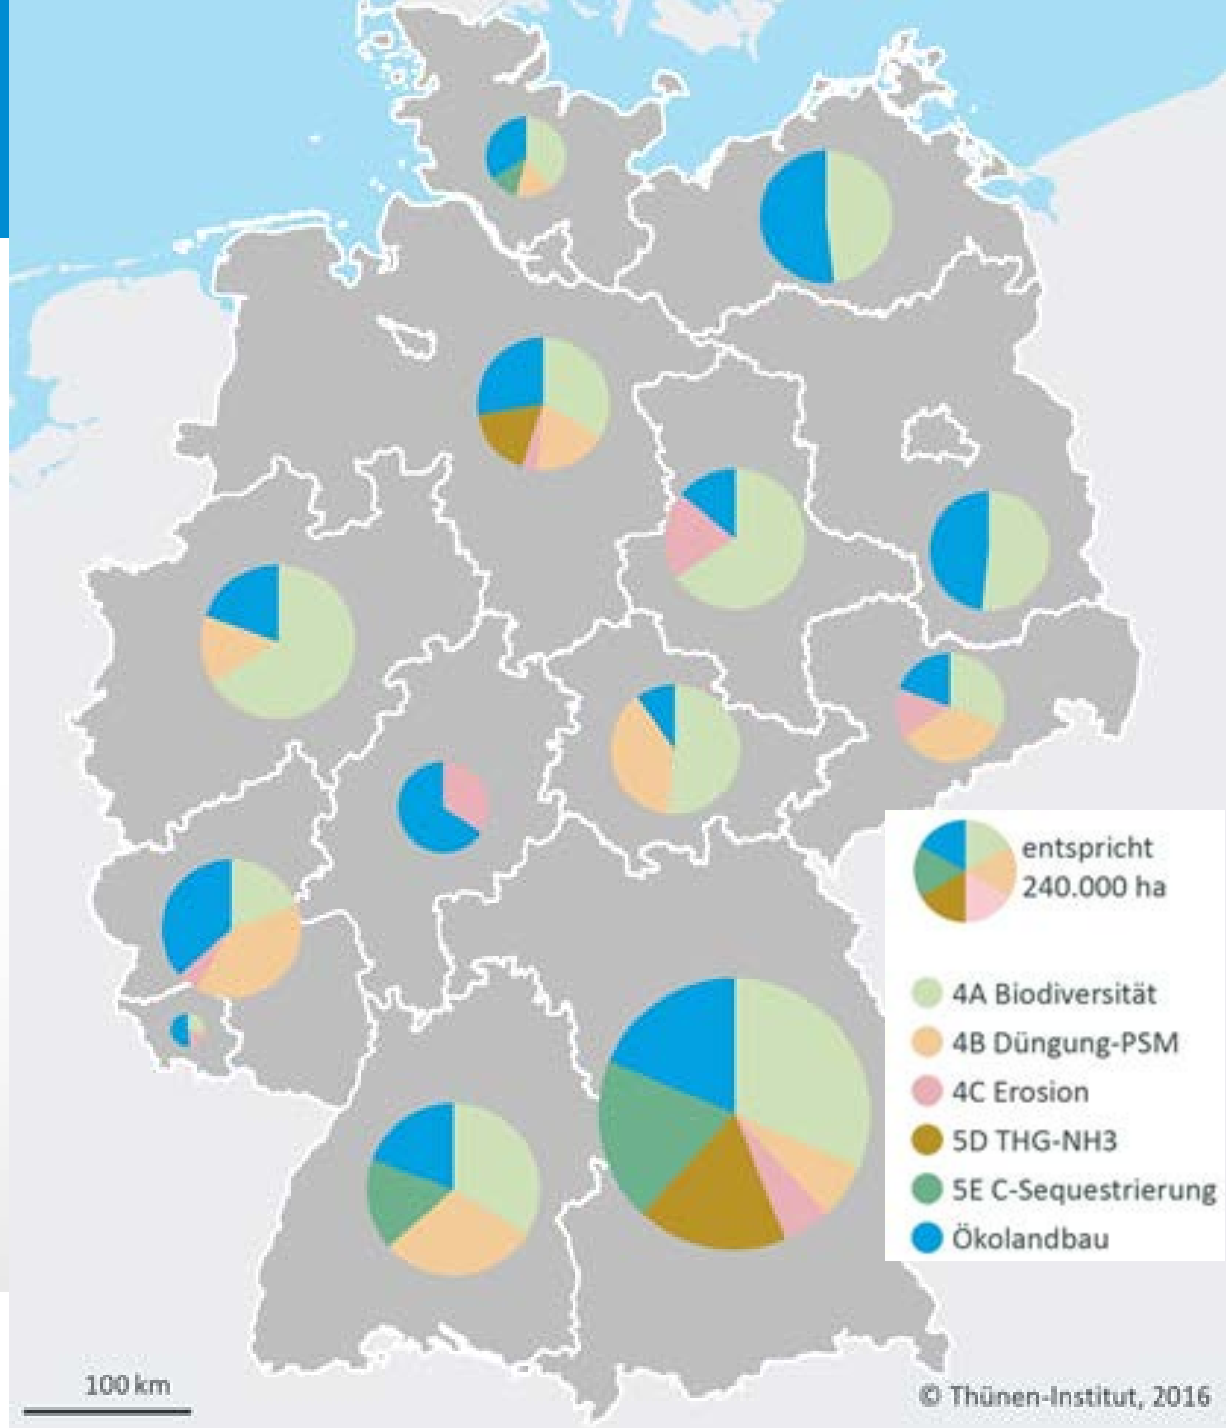 entspricht
240.000 ha
4A Biodiversität
4B Düngung-PSM
4C Erosion
5D THG-NH3
5E C-Sequestrierung
Ökolandbau
100 km
© Thünen-Institut, 2016